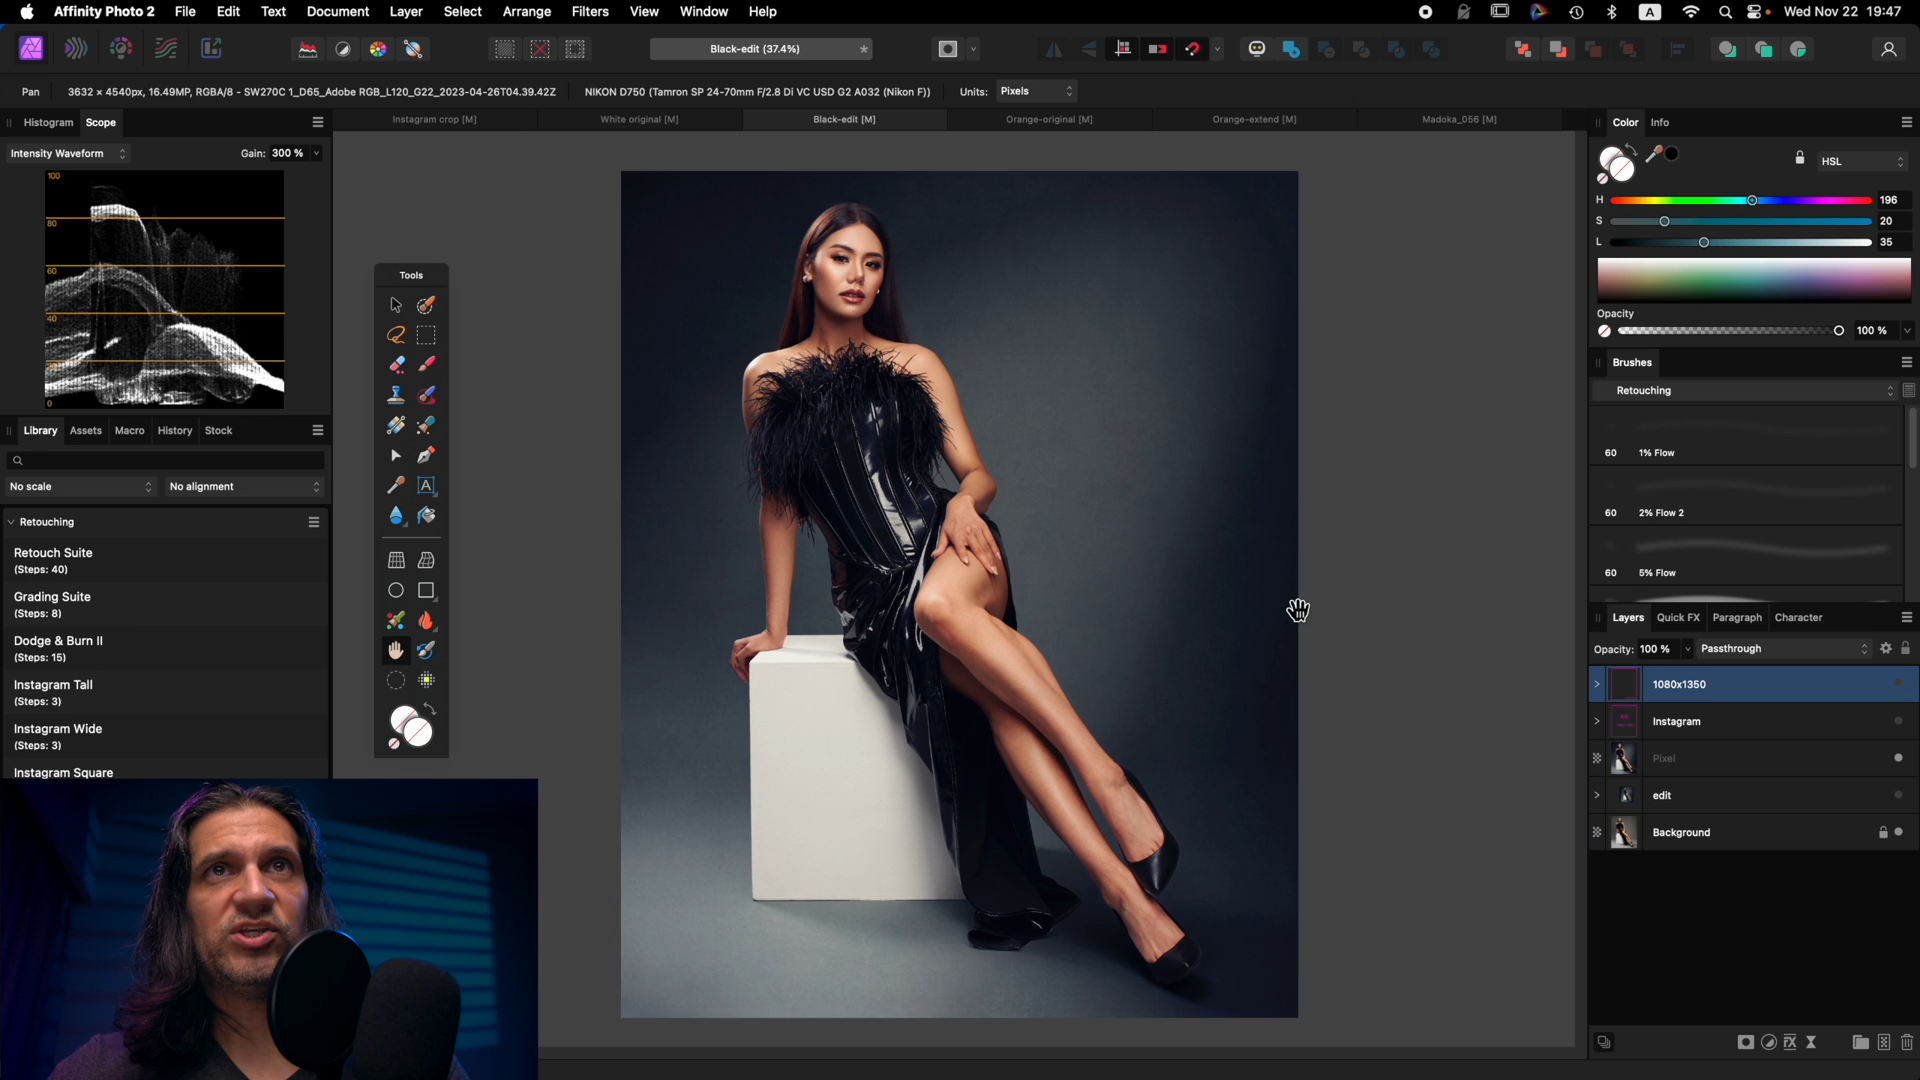 Affinity Photo 2 File Edit Text Document Layer Select Arrange Filters View Window Help A Wed Nov 22 19:47
Black-edit (37.4%) *
Pan 3632 × 4540px, 16.49MP, RGBA/8 - SW270C 1_D65_Adobe RGB_L120_G22_2023-04-26T04.39.42Z NIKON D750 (Tamron SP 24-70mm F/2.8 Di VC USD G2 A032 (Nikon F)) Units: Pixels
Histogram Scope
Instagram crop [M] White original [M] Black-edit [M] Orange-original [M] Orange-extend [M] Madoka_056 [M]
Intensity Waveform Gain: 300 %
100
80
60
40
0
Library Assets Macro History Stock
No scale No alignment
Retouching
Retouch Suite
(Steps: 40)
Grading Suite
(Steps: 8)
Dodge & Burn II
(Steps: 15)
Instagram Tall
(Steps: 3)
Instagram Wide
(Steps: 3)
Instagram Square
Tools
A
Color Info
HSL
H 196
S 20
L 35
Opacity
100 %
Brushes
Retouching
60 1% Flow
60 2% Flow 2
60 5% Flow
Layers Quick FX Paragraph Character
Opacity: 100 % Passthrough
1080x1350
Instagram
Pixel
edit
Background